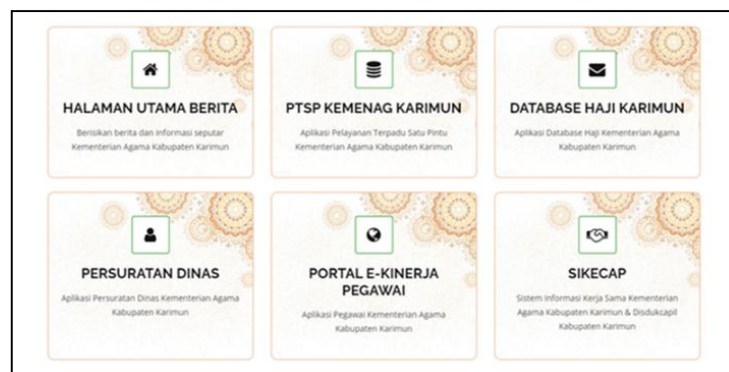 HALAMAN UTAMA BERITA
Berisikan berita dan informasi seputar
Kementerian Agama Kabupaten Karimun
PTSP KEMENAG KARIMUN
Aplikasi Pelayanan Terpadu Satu Pintu
Kementerian Agama Kabupaten Karimun
DATABASE HAJI KARIMUN
Aplikasi Database Haji Kementerian Agama
Kabupaten Karimun
PERSURATAN DINAS
Aplikasi Persuratan Dinas Kementerian Agama
Kabupaten Karimun
PORTAL E-KINERJA
PEGAWAI
Aplikasi Pegawai Kementerian Agama
Kabupaten Karimun
SIKECAP
Sistem Informasi Kerja Sama Kementerian
Agama Kabupaten Karimun & Disdukcapil
Kabupaten Karimun